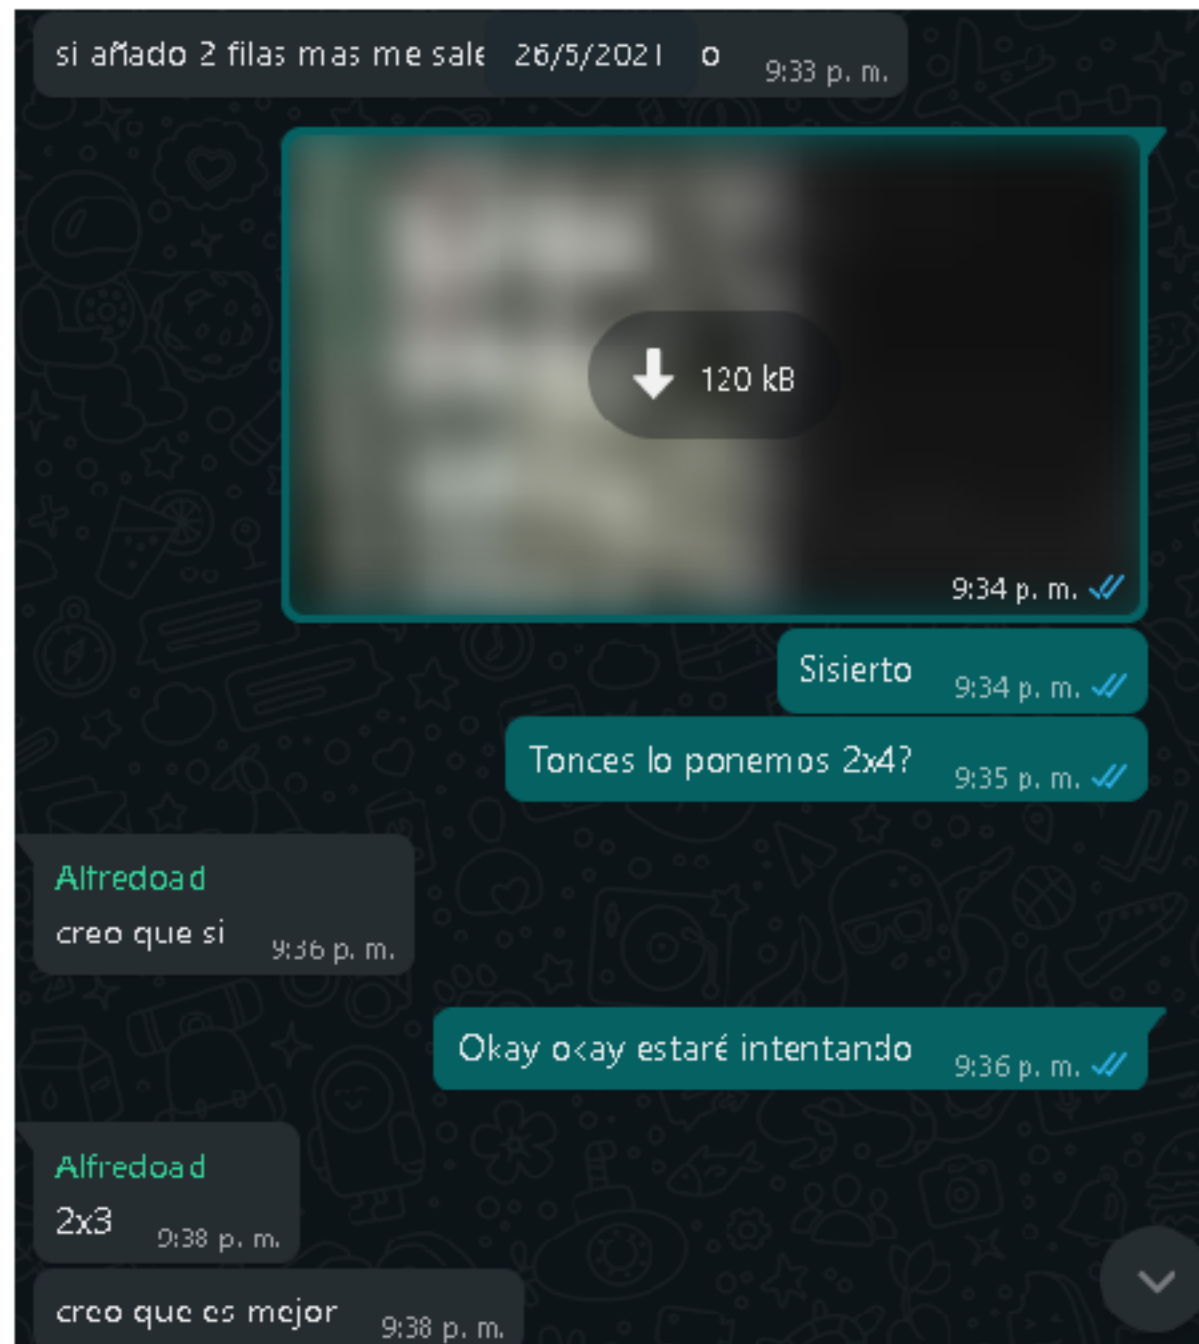 si añado 2 filas mas me sale 26/5/2021 o 9:33 p. m.
120 kB
9:34 p. m.
Sisierto 9:34 p. m.
Tonces lo ponemos 2x4? 9:35 p. m.
Alfredoad
creo que si 9:36 p. m.
Okay okay estaré intentando 9:36 p. m.
Alfredoad
2x3 9:38 p. m.
creo que es mejor 9:38 p. m.